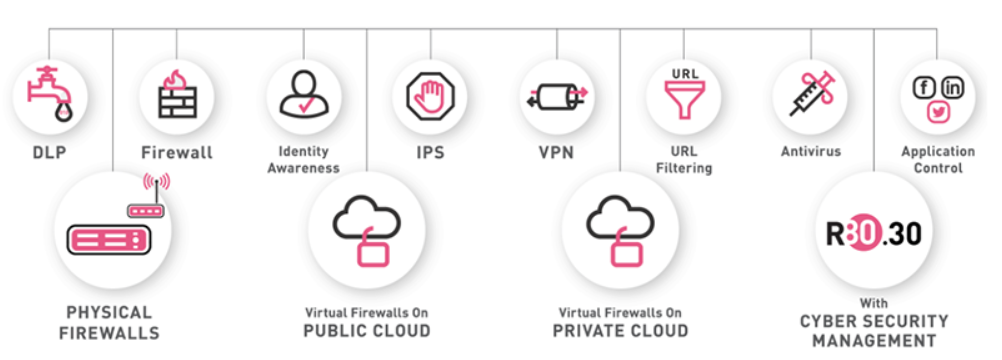 URL
DLP
Firewall
Identity
Awareness
IPS
VPN
URL
Filtering
Antivirus
f in
Application
Control
R80.30
PHYSICAL
FIREWALLS
Virtual Firewalls On
PUBLIC CLOUD
Virtual Firewalls On
PRIVATE CLOUD
With
CYBER SECURITY
MANAGEMENT